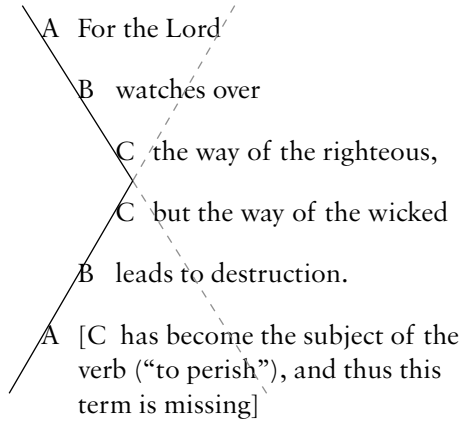 A For the Lord
B watches over
C the way of the righteous,
C but the way of the wicked
B leads to destruction.
A [C has become the subject of the
verb (“to perish”), and thus this
term is missing]